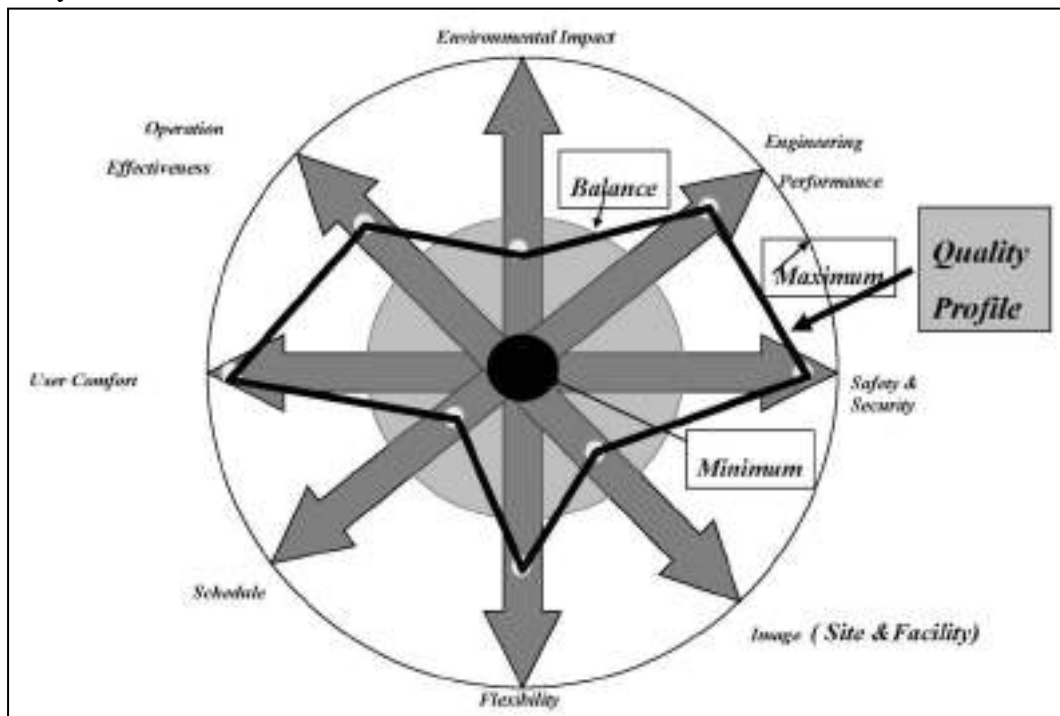 Environmental Impact
Operation
Effectiveness
Engineering
Performance
Balance
Maximum
Quality
Profile
User Comfort
Safety &
Security
Minimum
Schedule
Image ( Site & Facility)
Flexibility